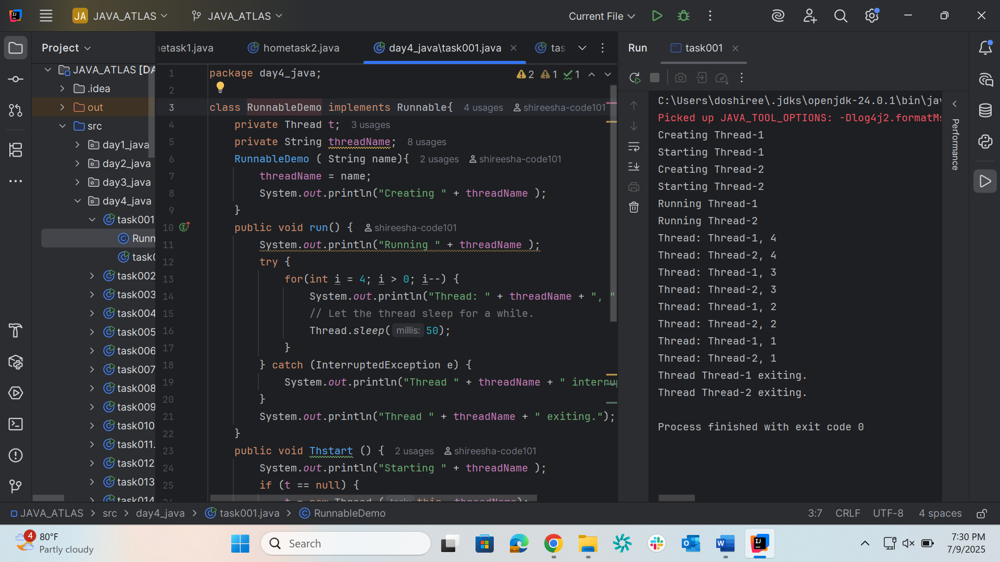 JA JAVA_ATLAS JAVA_ATLAS Current File
Project
etask1.java hometask2.java day4_java\task001.java tas
Run task001
JAVA_ATLAS [DA
.idea
out
src
day1_java
day2_java
day3_java
day4_java
task001
Runn
task0
task002
task003
task004
task005
task006
task007
task008
task009
task010
task011.
task012
task013
task014
2 1 1
1 package day4_java;
2
3 class RunnableDemo implements Runnable{ 4 usages shireesha-code101
4 private Thread t; 3 usages
5 private String threadName; 8 usages
6 RunnableDemo ( String name){ 2 usages shireesha-code101
7 threadName = name;
8 System.out.println("Creating " + threadName );
9 }
10 public void run() { shireesha-code101
11 System.out.println("Running " + threadName );
12 try {
13 for(int i = 4; i > 0; i--) {
14 System.out.println("Thread: " + threadName + ", "
15 // Let the thread sleep for a while.
16 Thread.sleep( millis: 50);
17 }
18 } catch (InterruptedException e) {
19 System.out.println("Thread " + threadName + " interrup
20 }
21 System.out.println("Thread " + threadName + " exiting.");
22 }
23 public void Thstart () { 2 usages shireesha-code101
24 System.out.println("Starting " + threadName );
25 if (t == null) {
26 t = new Thread ( task: this, threadName);
C:\Users\doshiree\.jdks\openjdk-24.0.1\bin\jav
Picked up JAVA_TOOL_OPTIONS: -Dlog4j2.formatMs
Creating Thread-1
Starting Thread-1
Creating Thread-2
Starting Thread-2
Running Thread-1
Running Thread-2
Thread: Thread-1, 4
Thread: Thread-2, 4
Thread: Thread-1, 3
Thread: Thread-2, 3
Thread: Thread-1, 2
Thread: Thread-2, 2
Thread: Thread-1, 1
Thread: Thread-2, 1
Thread Thread-1 exiting.
Thread Thread-2 exiting.
Process finished with exit code 0
Performance
JAVA_ATLAS > src > day4_java > task001.java > RunnableDemo 3:7 CRLF UTF-8 4 spaces
4
80°F
Partly cloudy
Search
7:30 PM
7/9/2025